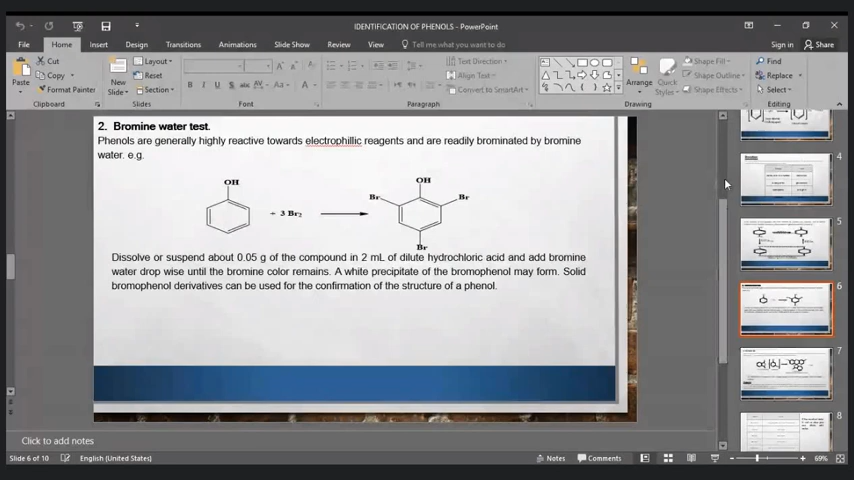 IDENTIFICATION OF PHENOLS - PowerPoint
Sign in
Share
File Home Insert Design Transitions Animations Slide Show Review View Tell me what you want to do
Paste
Cut
Copy
Format Painter
Clipboard
New Slide
Layout
Reset
Section
Slides
Font
Text Direction
Align Text
Convert to SmartArt
Paragraph
Arrange
Quick Styles
Shape Fill
Shape Outline
Shape Effects
Drawing
Find
Replace
Select
Editing
2. Bromine water test.
Phenols are generally highly reactive towards electrophillic reagents and are readily brominated by bromine
water. e.g.
OH
+ 3 Br2
OH
Br
Br
Br
Dissolve or suspend about 0.05 g of the compound in 2 mL of dilute hydrochloric acid and add bromine
water drop wise until the bromine color remains. A white precipitate of the bromophenol may form. Solid
bromophenol derivatives can be used for the confirmation of the structure of a phenol.
4
5
6
7
8
Click to add notes
Slide 6 of 10
English (United States)
Notes
Comments
69%